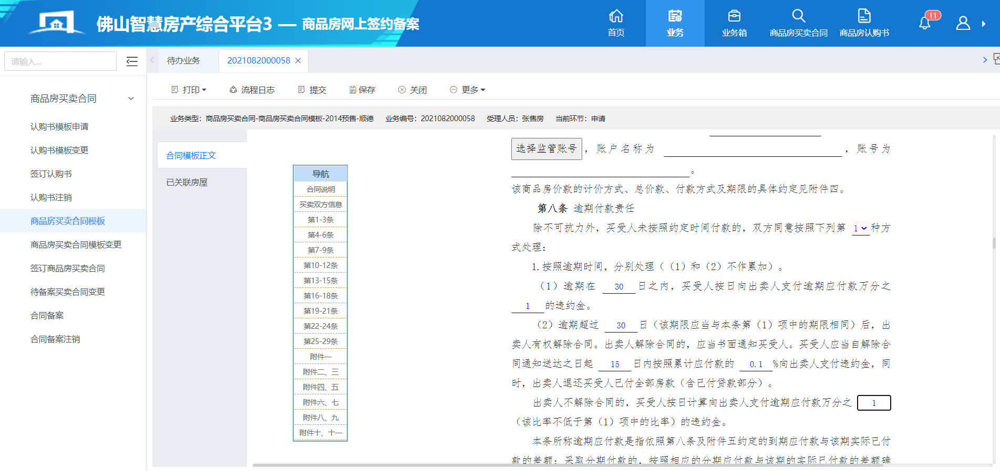 佛山智慧房产综合平台3 — 商品房网上签约备案
首页
业务
业务箱
商品房买卖合同
商品房认购书
11
请输入...
待办业务
2021082000058
打印
流程日志
提交
保存
关闭
更多
业务类型：商品房买卖合同-商品房买卖合同模板-2014预售-顺德 业务编号：2021082000058 受理人员：张售房 当前环节：申请
商品房买卖合同
认购书模板申请
认购书模板变更
签订认购书
认购书注销
商品房买卖合同模板
商品房买卖合同模板变更
签订商品房买卖合同
待备案买卖合同变更
合同备案
合同备案注销
合同模板正文
已关联房屋
导航
合同说明
买卖双方信息
第1-3条
第4-6条
第7-9条
第10-12条
第13-15条
第16-18条
第19-21条
第22-24条
第25-29条
附件一
附件二、三
附件四、五
附件六、七
附件八、九
附件十、十一
选择监管账号，账户名称为 ，账号为
。
该商品房价款的计价方式、总价款、付款方式及期限的具体约定见附件四。
第八条 逾期付款责任
除不可抗力外，买受人未按照约定时间付款的，双方同意按照下列第 1 种方
式处理：
1.按照逾期时间，分别处理（（1）和（2）不作累加）。
（1）逾期在 30 日之内，买受人按日向出卖人支付逾期应付款万分之
1 的违约金。
（2）逾期超过 30 日（该期限应当与本条第（1）项中的期限相同）后，出
卖人有权解除合同。出卖人解除合同的，应当书面通知买受人。买受人应当自解除合
同通知送达之日起 15 日内按照累计应付款的 0.1 %向出卖人支付违约金，同
时，出卖人退还买受人已付全部房款（含已付贷款部分）。
出卖人不解除合同的，买受人按日计算向出卖人支付逾期应付款万分之 1
（该比率不低于第（1）项中的比率）的违约金。
本条所称逾期应付款是指依照第八条及附件五约定的到期应付款与该期实际已付
款的差额；采取分期付款的，按照相应的分期应付款与该期的实际已付款的差额确